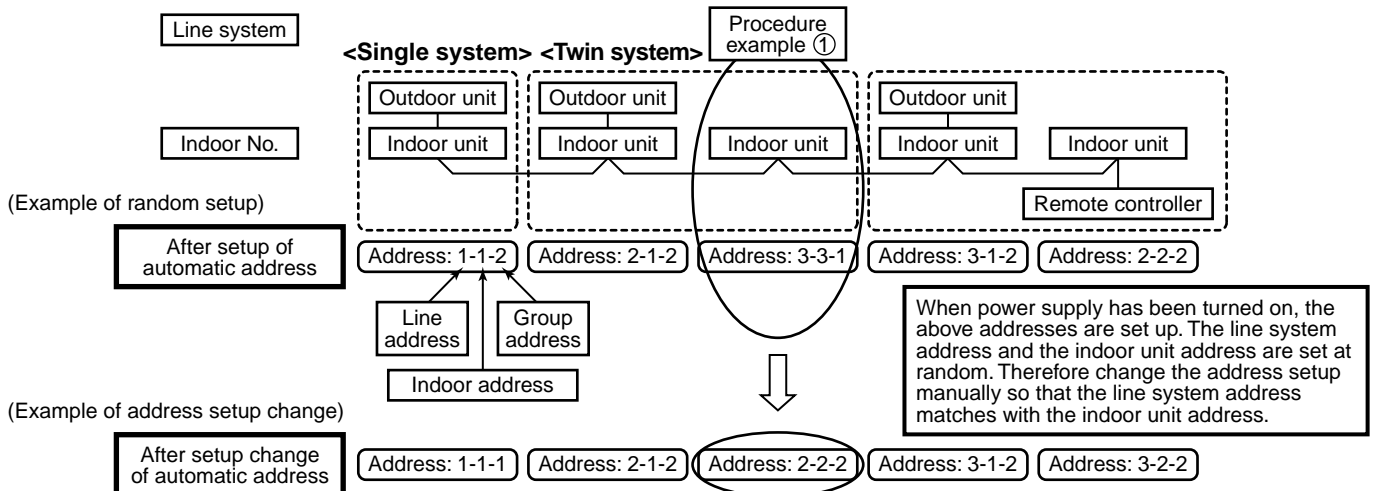 Line system
Procedure
example ①
<Single system> <Twin system>
Outdoor unit
Outdoor unit
Outdoor unit
Indoor No.
Indoor unit
Indoor unit
Indoor unit
Indoor unit
Indoor unit
(Example of random setup)
Remote controller
After setup of
automatic address
Address: 1-1-2
Address: 2-1-2
Address: 3-3-1
Address: 3-1-2
Address: 2-2-2
Line
address
Group
address
Indoor address
When power supply has been turned on, the
above addresses are set up. The line system
address and the indoor unit address are set at
random. Therefore change the address setup
manually so that the line system address
matches with the indoor unit address.
(Example of address setup change)
After setup change
of automatic address
Address: 1-1-1
Address: 2-1-2
Address: 2-2-2
Address: 3-1-2
Address: 3-2-2